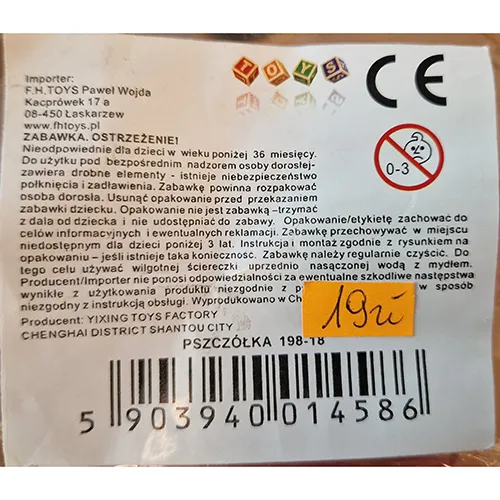 TOYS
CE
Importer:
F.H.TOYS Paweł Wojda
Kacprówek 17 a
08-450 Łaskarzew
www.fhtoys.pl
ZABAWKA. OSTRZEŻENIE!
Nieodpowiednie dla dzieci w wieku poniżej 36 miesięcy.
Do użytku pod bezpośrednim nadzorem osoby dorosłej-
zawiera drobne elementy - istnieje niebezpieczeństwo
połknięcia i zadławienia. Zabawkę powinna rozpakować
osoba dorosła. Usunąć opakowanie przed przekazaniem
zabawki dziecku. Opakowanie nie jest zabawką –trzymać
z dala od dziecka i nie udostępniać do zabawy. Opakowanie/etykietę zachować do
celów informacyjnych i ewentualnych reklamacji. Zabawkę przechowywać w miejscu
niedostępnym dla dzieci poniżej 3 lat. Instrukcja i montaż zgodnie z rysunkiem na
opakowaniu – jeśli istnieje taka konieczność. Zabawkę należy regularnie czyścić. Do
tego celu używać wilgotnej ściereczki uprzednio nasączonej wodą z mydłem.
Producent/Importer nie ponosi odpowiedzialności za ewentualne szkodliwe następstwa
wynikłe z użytkowania produktu niezgodnie z w sposób
niezgodny z instrukcją obsługi. Wyprodukowano w
Producent: YIXING TOYS FACTORY
CHENGHAI DISTRICT SHANTOU CITY
0-3
19zł
PSZCZÓŁKA 198-18
5 903940 014586